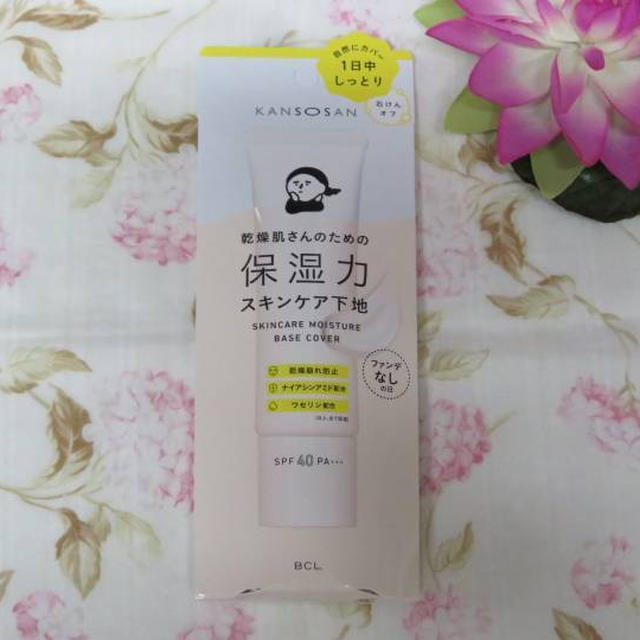 自然にカバー
1日中
しっとり
石けん
オフ
KANSOSAN
乾燥肌さんのための
保湿力
スキンケア下地
SKINCARE MOISTURE
BASE COVER
乾燥崩れ防止
ナイアシンアミド配合
ワセリン配合
ファンデ
なし
の日
SPF 40 PA+++
BCL